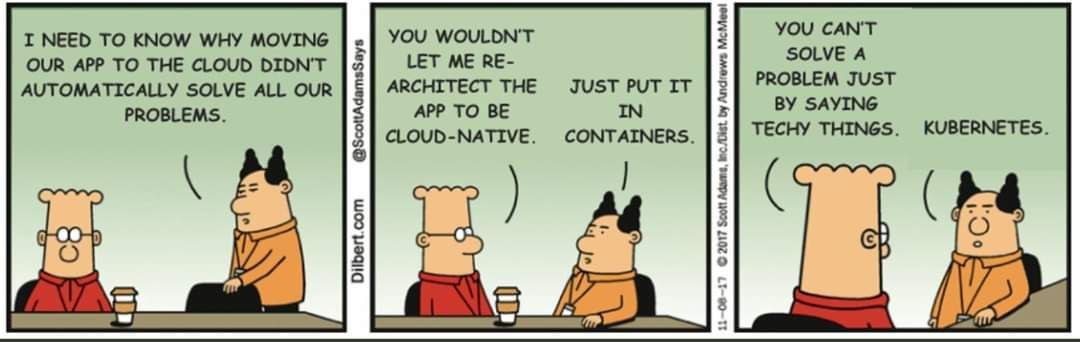 I NEED TO KNOW WHY MOVING
OUR APP TO THE CLOUD DIDN'T
AUTOMATICALLY SOLVE ALL OUR
PROBLEMS.
Dilbert.com @ScottAdamsSays
YOU WOULDN'T
LET ME RE-
ARCHITECT THE
APP TO BE
CLOUD-NATIVE.
JUST PUT IT
IN
CONTAINERS.
11-08-17 © 2017 Scott Adams, Inc./Dist. by Andrews McMeel
YOU CAN'T
SOLVE A
PROBLEM JUST
BY SAYING
TECHY THINGS.
KUBERNETES.